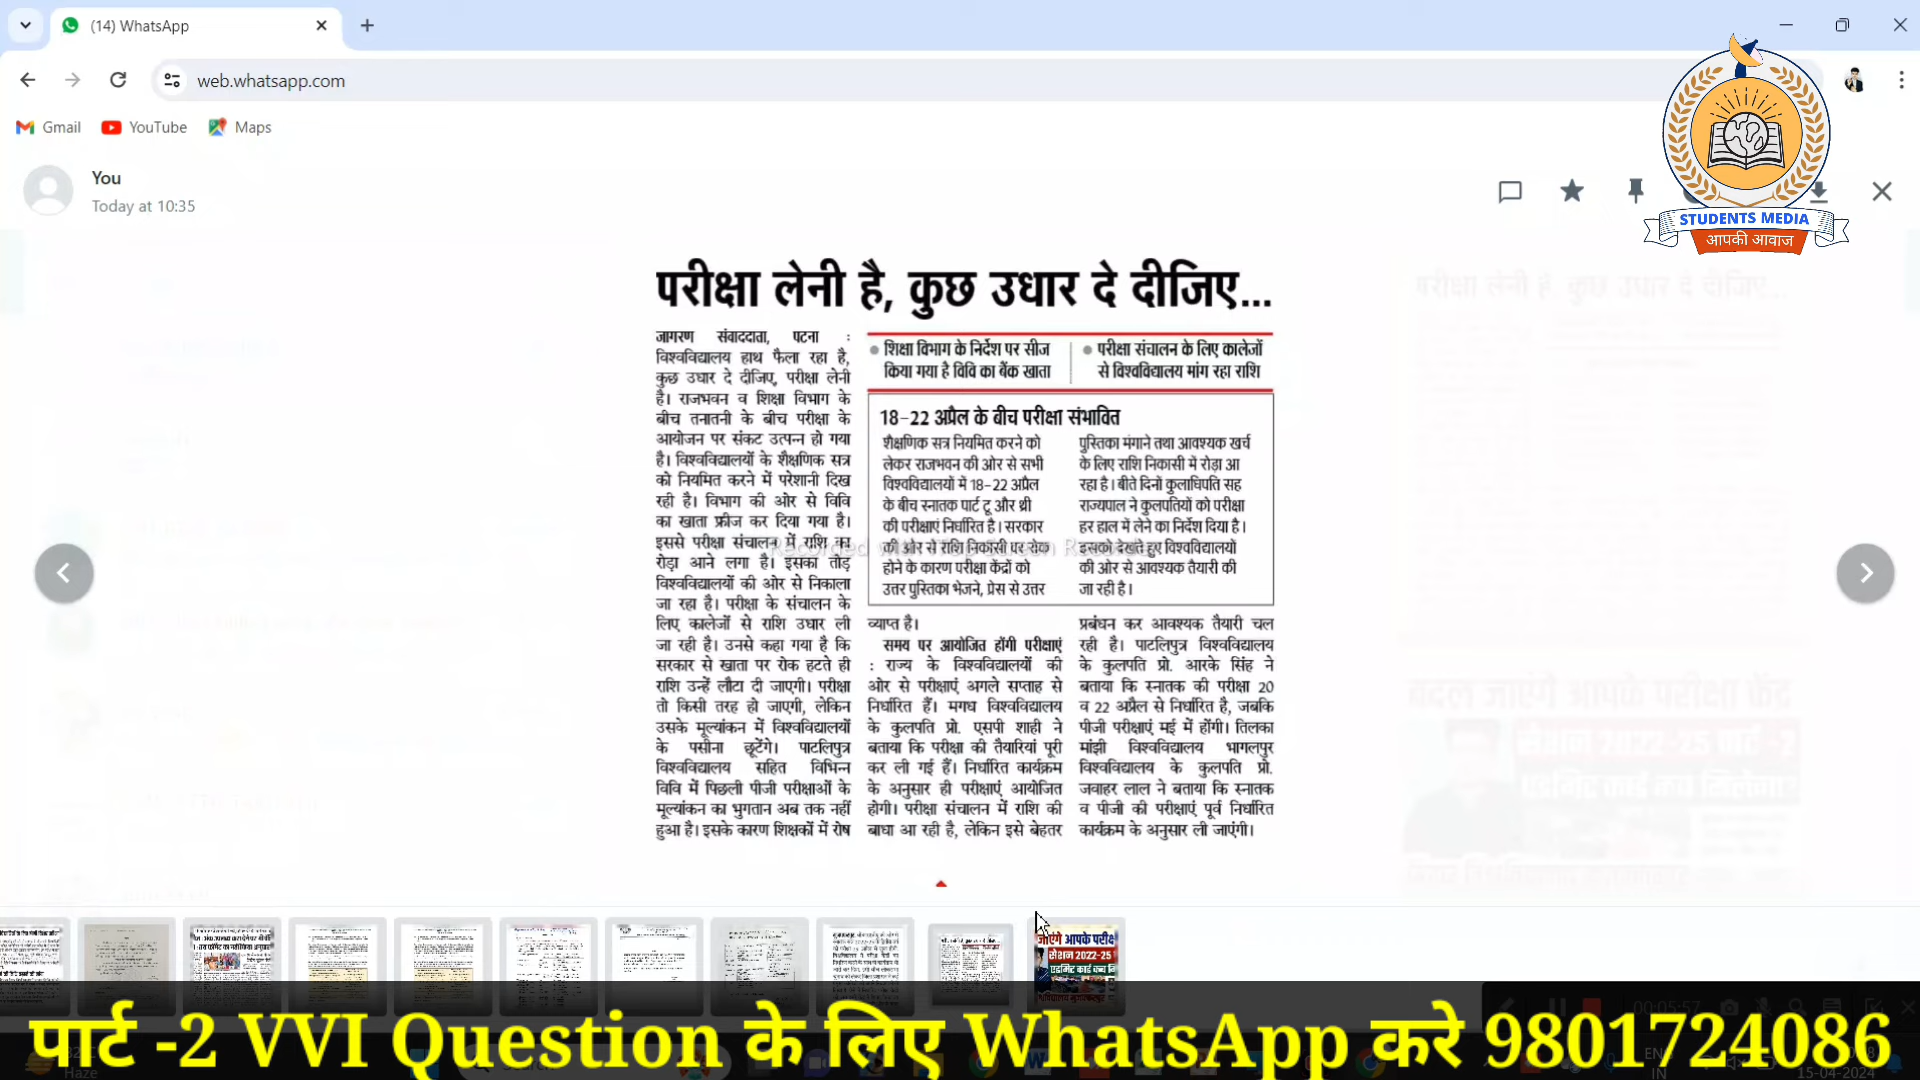 (14) WhatsApp
web.whatsapp.com
Gmail
YouTube
Maps
You
Today at 10:35
STUDENTS MEDIA
आपकी आवाज
परीक्षा लेनी है, कुछ उधार दे दीजिए...
जागरण संवाददाता, पटना :
विश्वविद्यालय हाथ फैला रहा है,
कुछ उधार दे दीजिए, परीक्षा लेनी
है। राजभवन व शिक्षा विभाग के
बीच तनातनी के बीच परीक्षा के
आयोजन पर संकट उत्पन्न हो गया
है। विश्वविद्यालयों के शैक्षणिक सत्र
को नियमित करने में परेशानी दिख
रही है। विभाग की ओर से विवि
का खाता फ्रीज कर दिया गया है।
इससे परीक्षा संचालन में राशि का
रोड़ा आने लगा है। इसका तोड़
विश्वविद्यालयों की ओर से निकाला
जा रहा है। परीक्षा के संचालन के
लिए कालेजों से राशि उधार ली
जा रही है। उनसे कहा गया है कि
सरकार से खाता पर रोक हटते ही
राशि उन्हें लौटा दी जाएगी। परीक्षा
तो किसी तरह हो जाएगी, लेकिन
उसके मूल्यांकन में विश्वविद्यालयों
के पसीना छूटेंगे। पाटलिपुत्र
विश्वविद्यालय सहित विभिन्न
विवि में पिछली पीजी परीक्षाओं के
मूल्यांकन का भुगतान अब तक नहीं
हुआ है। इसके कारण शिक्षकों में रोष
शिक्षा विभाग के निर्देश पर सीज
किया गया है विवि का बैंक खाता
परीक्षा संचालन के लिए कालेजों
से विश्वविद्यालय मांग रहा राशि
18-22 अप्रैल के बीच परीक्षा संभावित
शैक्षणिक सत्र नियमित करने को
लेकर राजभवन की ओर से सभी
विश्वविद्यालयों में 18-22 अप्रैल
के बीच स्नातक पार्ट टू और थ्री
की परीक्षाएं निर्धारित है। सरकार
की ओर से राशि निकासी पर रोक
होने के कारण परीक्षा केंद्रों को
उत्तर पुस्तिका भेजने, प्रेस से उत्तर
पुस्तिका मंगाने तथा आवश्यक खर्च
के लिए राशि निकासी में रोड़ा आ
रहा है। बीते दिनों कुलाधिपति सह
राज्यपाल ने कुलपतियों को परीक्षा
हर हाल में लेने का निर्देश दिया है।
इसको देखते हुए विश्वविद्यालयों
की ओर से आवश्यक तैयारी की
जा रही है।
व्याप्त है।
समय पर आयोजित होंगी परीक्षाएं
: राज्य के विश्वविद्यालयों की
ओर से परीक्षाएं अगले सप्ताह से
निर्धारित हैं। मगध विश्वविद्यालय
के कुलपति प्रो. एसपी शाही ने
बताया कि परीक्षा की तैयारियां पूरी
कर ली गई हैं। निर्धारित कार्यक्रम
के अनुसार ही परीक्षाएं आयोजित
होगी। परीक्षा संचालन में राशि की
बाधा आ रही है, लेकिन इसे बेहतर
प्रबंधन कर आवश्यक तैयारी चल
रही है। पाटलिपुत्र विश्वविद्यालय
के कुलपति प्रो. आरके सिंह ने
बताया कि स्नातक की परीक्षा 20
व 22 अप्रैल से निर्धारित है, जबकि
पीजी परीक्षाएं मई में होंगी। तिलका
मांझी विश्वविद्यालय भागलपुर
विश्वविद्यालय के कुलपति प्रो.
जवाहर लाल ने बताया कि स्नातक
व पीजी की परीक्षाएं पूर्व निर्धारित
कार्यक्रम के अनुसार ली जाएंगी।
बदल जाएंगे आपके परीक्षा केंद्र
सेशन 2022-25 पार्ट -2
एडमिट कार्ड कब मिलेगा
पार्ट -2 VVI Question के लिए WhatsApp करे 9801724086
Haze
15-04-2024